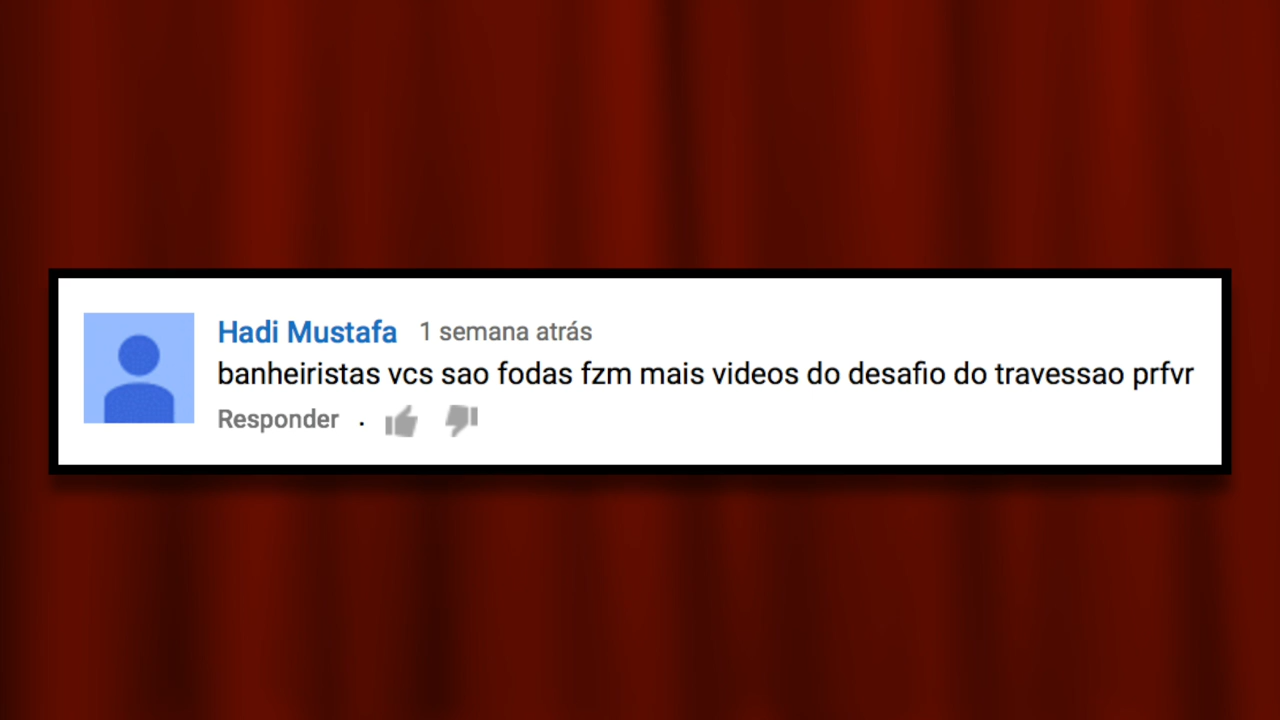 Hadi Mustafa 1 semana atrás
banheiristas vcs sao fodas fzm mais videos do desafio do travessao prfvr
Responder .